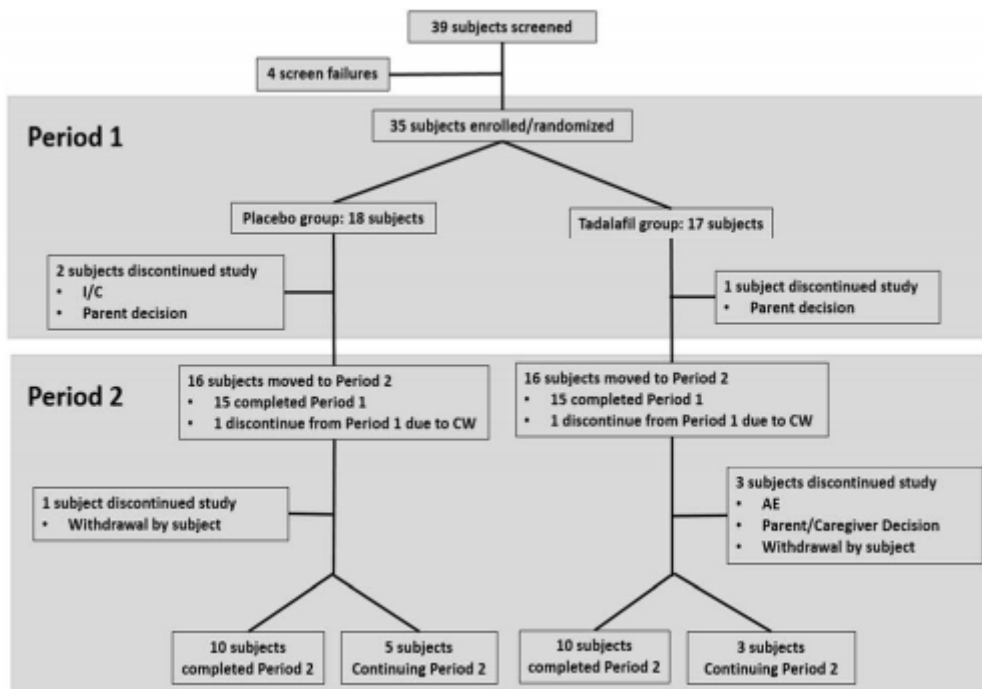 39 subjects screened
4 screen failures
Period 1
35 subjects enrolled/randomized
Placebo group: 18 subjects
Tadalafil group: 17 subjects
2 subjects discontinued study
• I/C
• Parent decision
1 subject discontinued study
• Parent decision
Period 2
16 subjects moved to Period 2
• 15 completed Period 1
• 1 discontinue from Period 1 due to CW
16 subjects moved to Period 2
• 15 completed Period 1
• 1 discontinue from Period 1 due to CW
1 subject discontinued study
• Withdrawal by subject
3 subjects discontinued study
• AE
• Parent/Caregiver Decision
• Withdrawal by subject
10 subjects
completed Period 2
5 subjects
Continuing Period 2
10 subjects
completed Period 2
3 subjects
Continuing Period 2